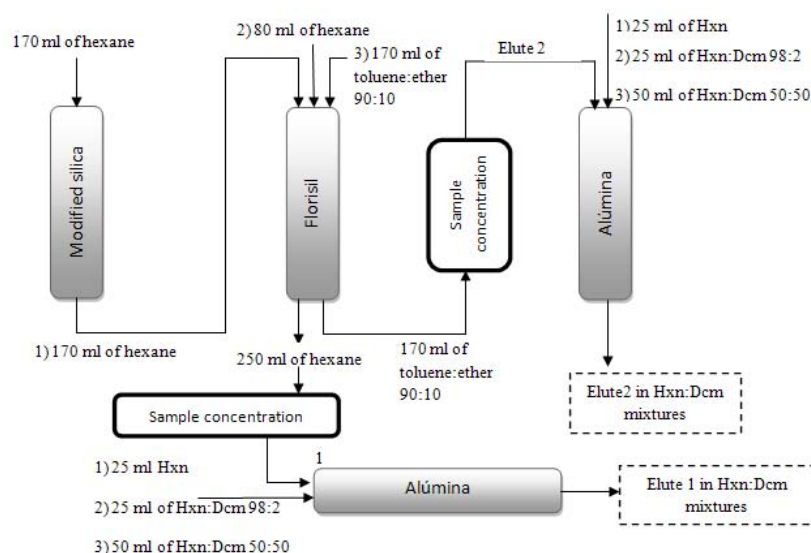 170 ml of hexane
Modified silica
1) 170 ml of hexane
2) 80 ml of hexane
3) 170 ml of
toluene:ether
90:10
Florisil
250 ml of hexane
170 ml of
toluene:ether
90:10
Sample
concentration
Elute 2
1) 25 ml of Hxn
2) 25 ml of Hxn:Dcm 98:2
3) 50 ml of Hxn:Dcm 50:50
Alúmina
Elute2 in Hxn:Dcm
mixtures
Sample concentration
1) 25 ml Hxn
2) 25 ml of Hxn:Dcm 98:2
3) 50 ml of Hxn:Dcm 50:50
1
Alúmina
Elute 1 in Hxn:Dcm
mixtures